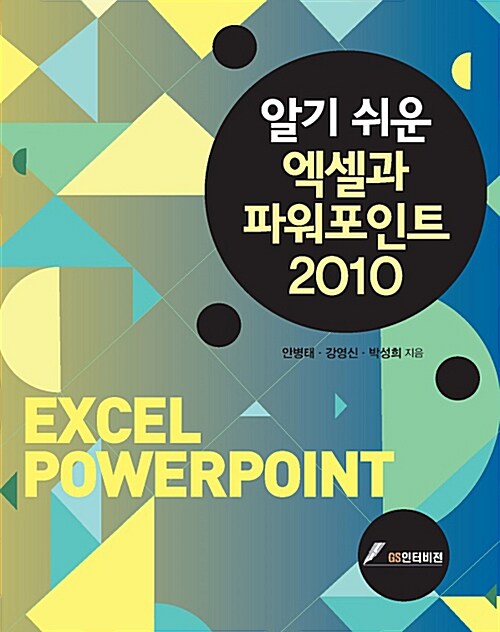 알기 쉬운
엑셀과
파워포인트
2010
안병태 · 강영신 · 박성희 지음
EXCEL
POWERPOINT
GS인터비전